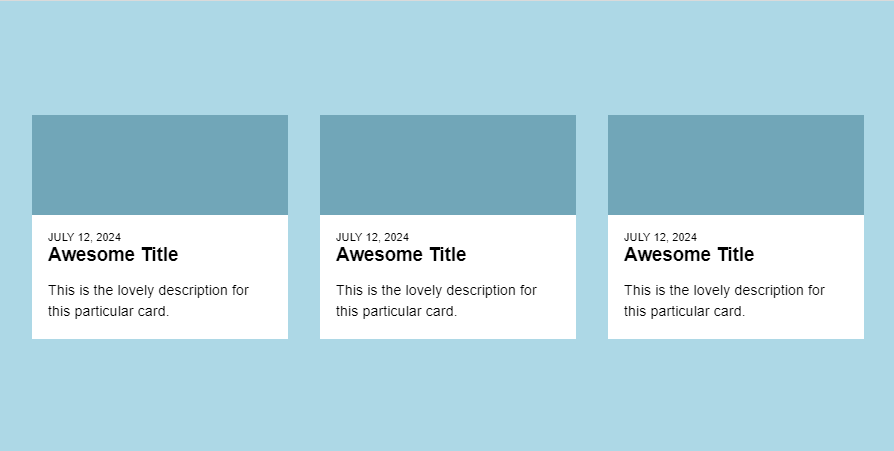 JULY 12, 2024
Awesome Title
This is the lovely description for
this particular card.
JULY 12, 2024
Awesome Title
This is the lovely description for
this particular card.
JULY 12, 2024
Awesome Title
This is the lovely description for
this particular card.